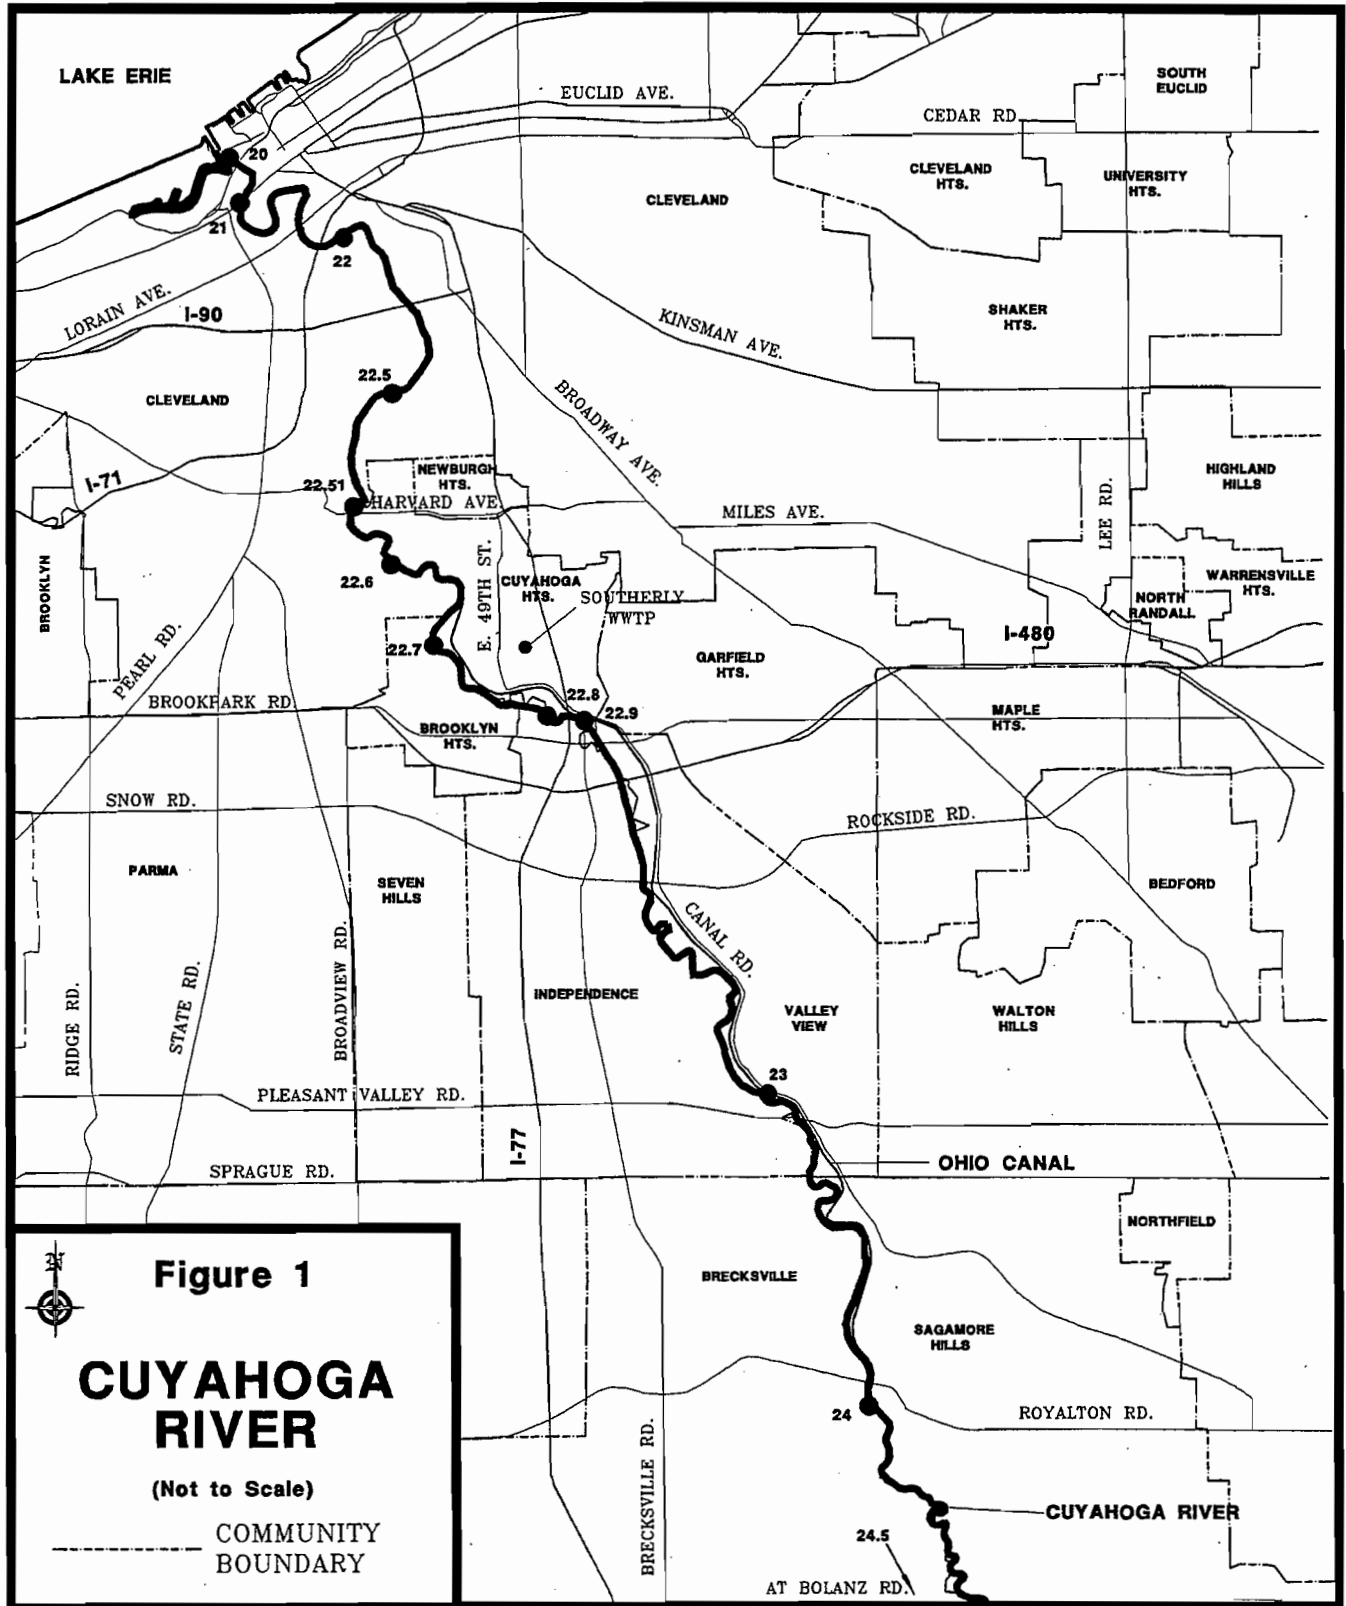 LAKE ERIE
EUCLID AVE.
SOUTH
EUCLID
CEDAR RD
20
CLEVELAND
HTS.
UNIVERSITY
HTS.
CLEVELAND
21
22
LORAIN AVE.
I-90
SHAKER
HTS.
KINSMAN AVE.
22.5
CLEVELAND
BROADWAY AVE.
I-71
NEWBURGH
HTS.
HIGHLAND
HILLS
22.51
HARVARD AVE.
MILES AVE.
LEE RD.
BROOKLYN
22.6
E. 49TH ST.
CUYAHOGA
HTS.
SOUTHERLY
WWTP
WARRENSVILLE
HTS.
NORTH
RANDALL
I-480
PEARL RD.
22.7
GARFIELD
HTS.
BROOKPARK RD
22.8
22.9
BROOKLYN
HTS.
MAPLE
HTS.
SNOW RD.
ROCKSIDE RD.
PARMA
SEVEN
HILLS
BEDFORD
CANAL RD.
RIDGE RD.
STATE RD.
BROADVIEW RD.
INDEPENDENCE
VALLEY
VIEW
WALTON
HILLS
23
PLEASANT VALLEY RD.
I-77
OHIO CANAL
SPRAGUE RD.
NORTHFIELD
BRECKSVILLE
SAGAMORE
HILLS
24
ROYALTON RD.
BRECKSVILLE RD.
CUYAHOGA RIVER
24.5
AT BOLANZ RD.
N
Figure 1
CUYAHOGA
RIVER
(Not to Scale)
COMMUNITY
BOUNDARY